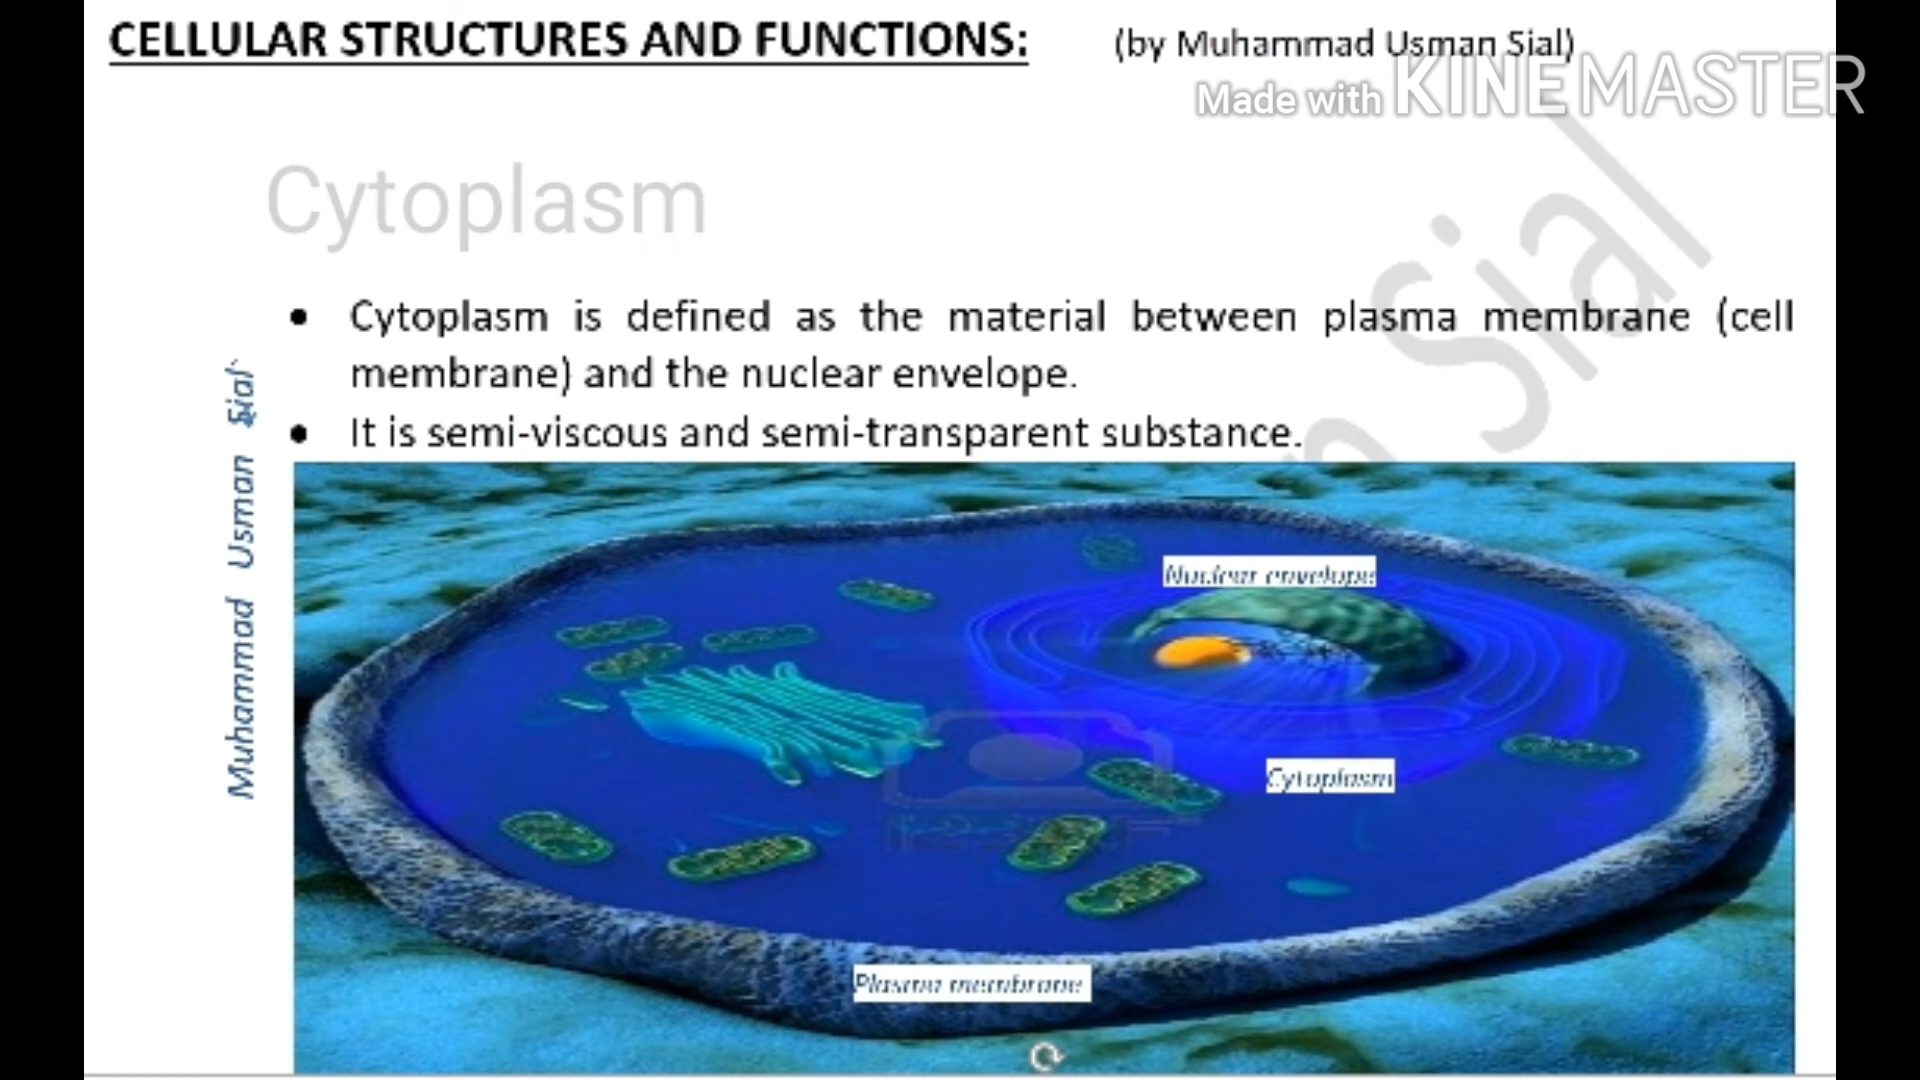 CELLULAR STRUCTURES AND FUNCTIONS: (by Muhammad Usman Sial)
Made with KINEMASTER
Cytoplasm
• Cytoplasm is defined as the material between plasma membrane (cell
membrane) and the nuclear envelope.
• It is semi-viscous and semi-transparent substance.
Muhammad Usman Sial
Sial
Nuclear envelope
Cytoplasm
Plasma membrane